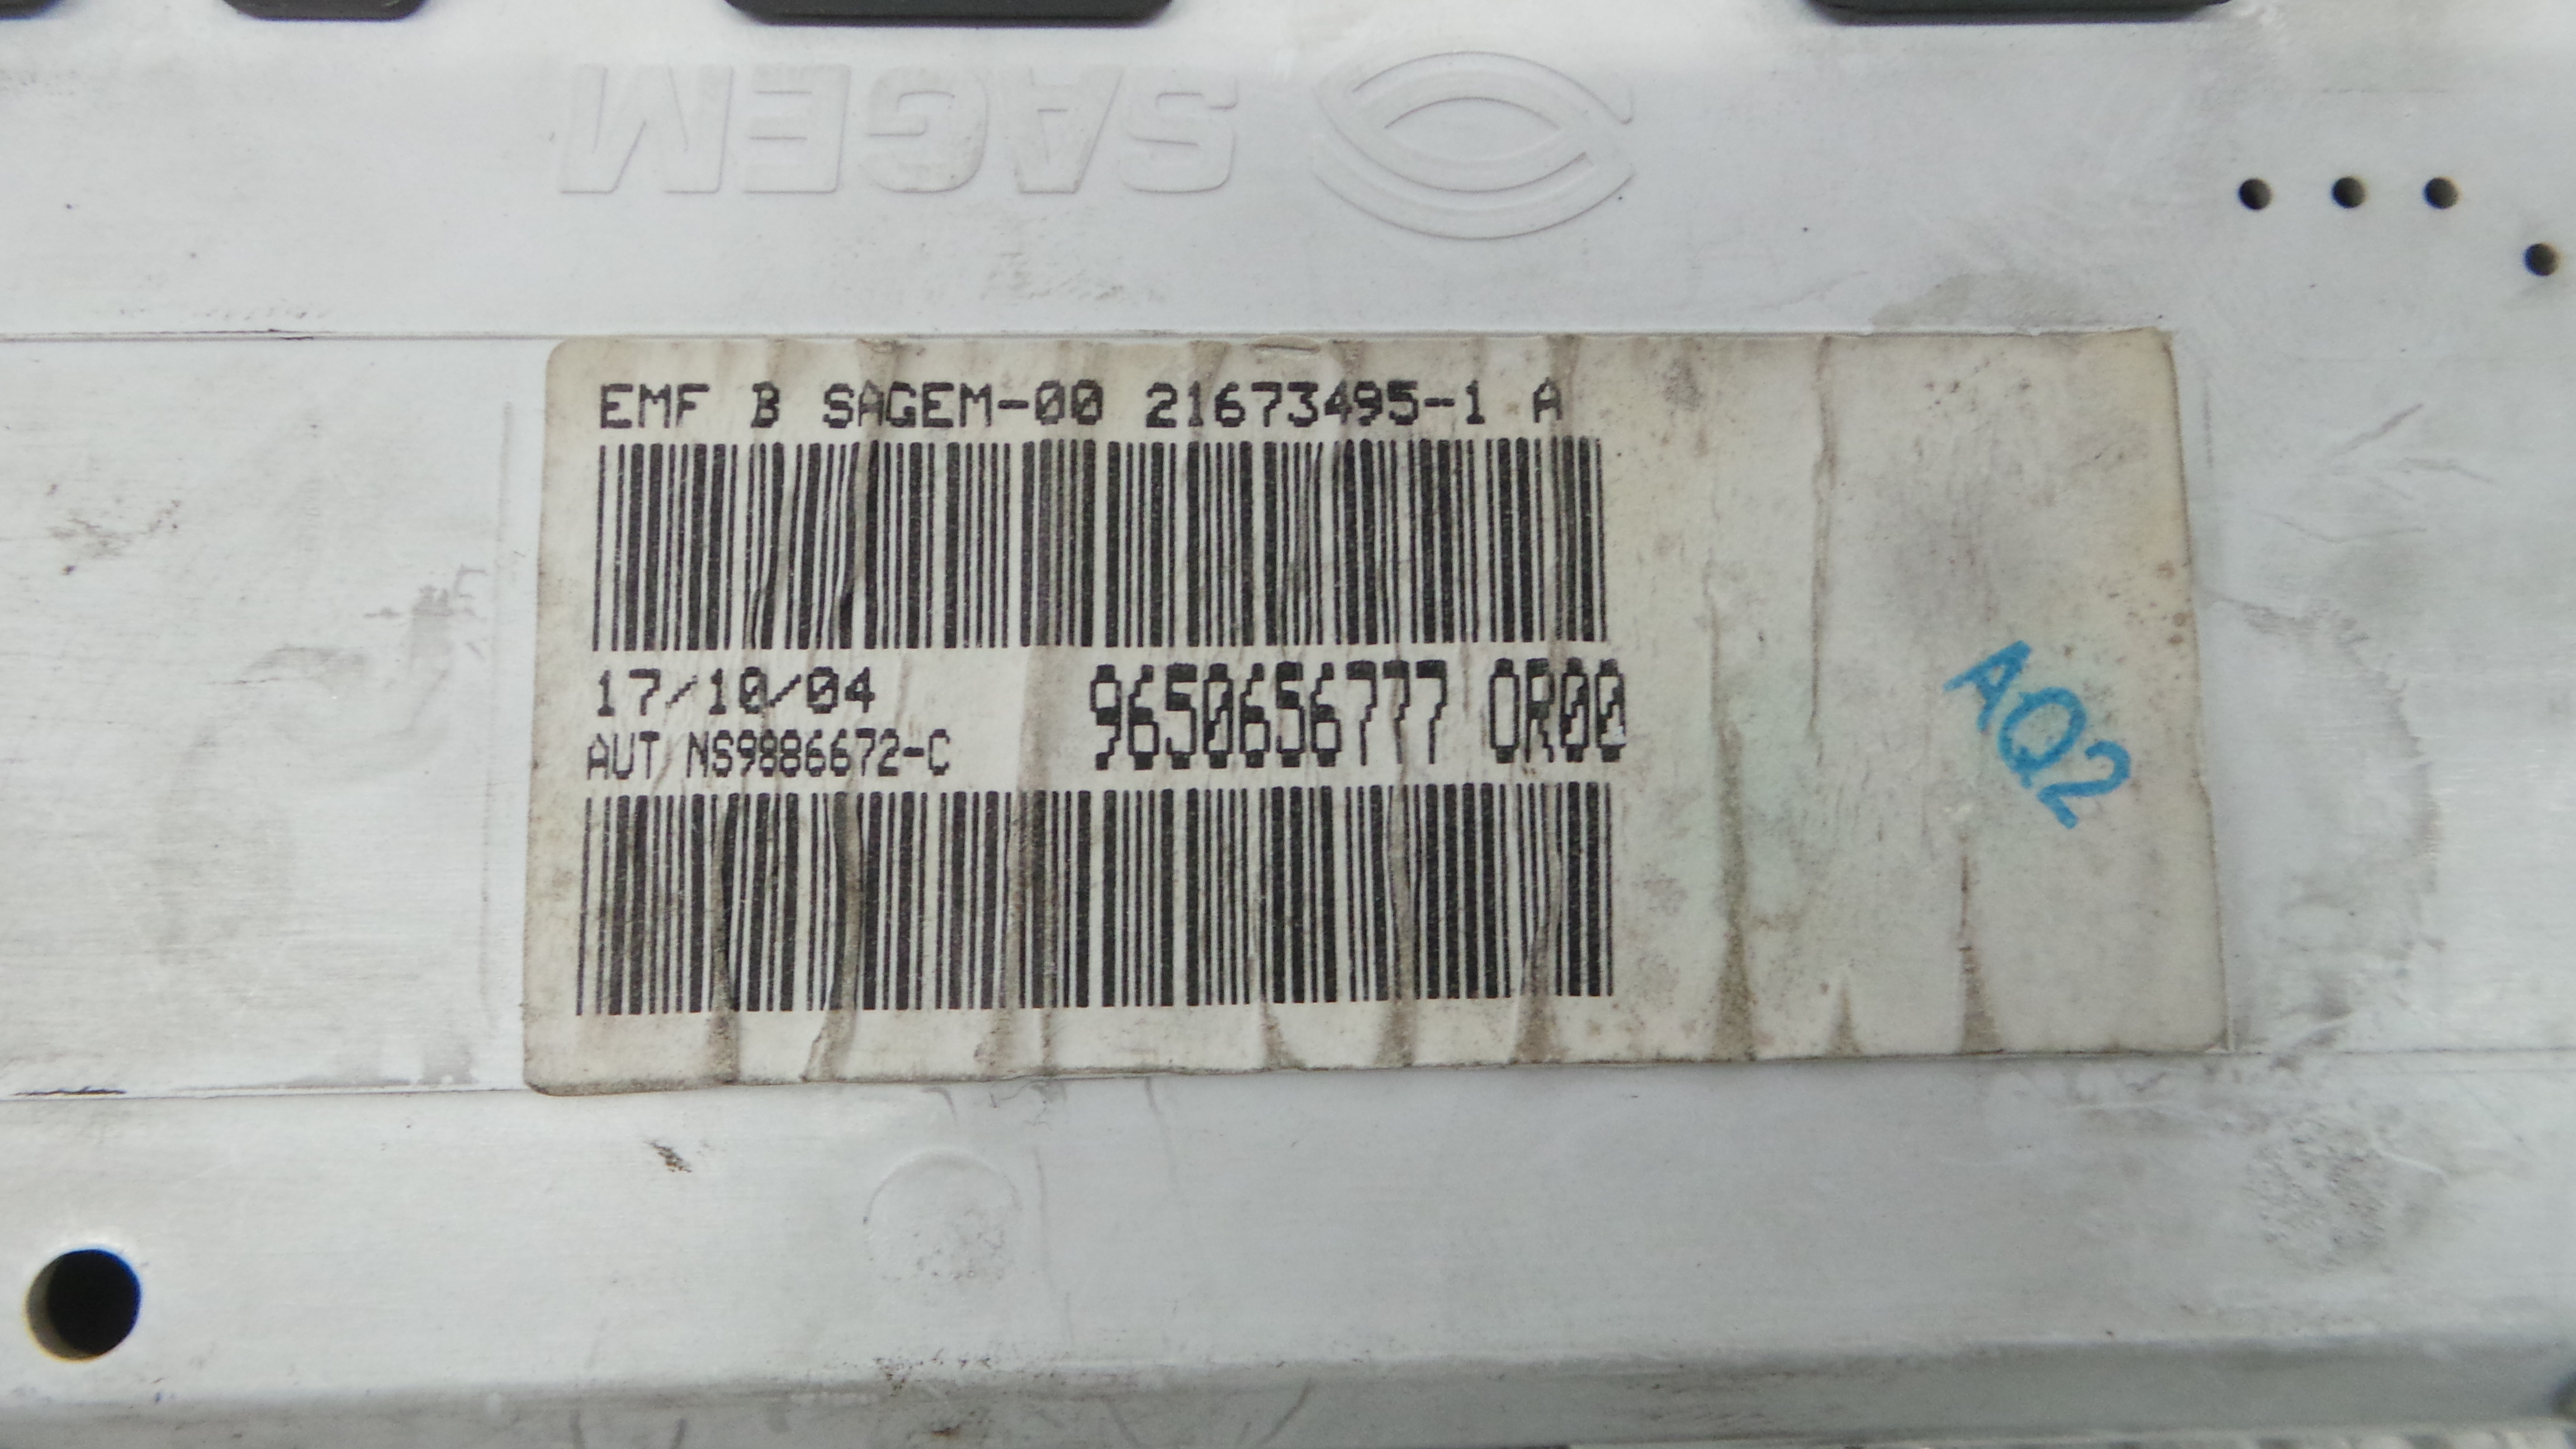 SAGEM
EMF B SAGEM-00 21673495-1 A
17/10/04
9650656777 0R00
AUT NS9886672-C
AQ2